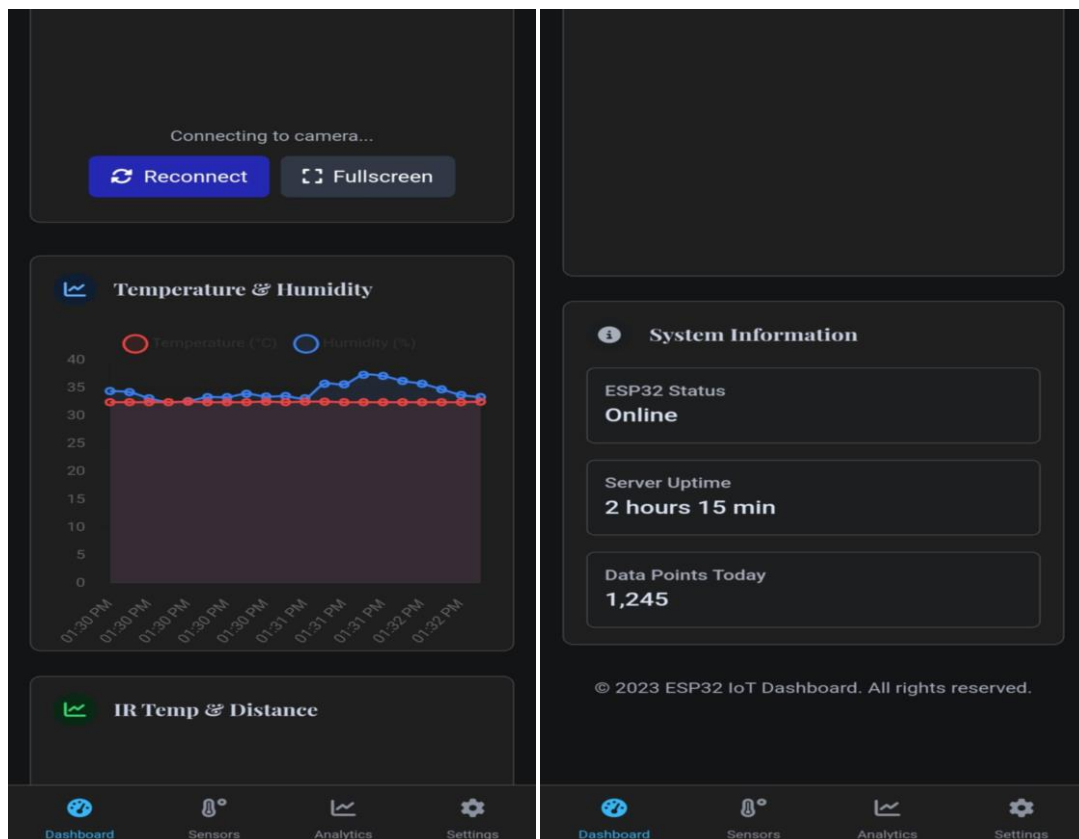 Connecting to camera...
Reconnect
Fullscreen
Temperature & Humidity
Temperature (°C)
Humidity (%)
40
35
30
25
20
15
10
5
0
01:30 PM
01:30 PM
01:30 PM
01:30 PM
01:30 PM
01:31 PM
01:31 PM
01:31 PM
01:32 PM
01:32 PM
IR Temp & Distance
Dashboard
Sensors
Analytics
Settings
System Information
ESP32 Status
Online
Server Uptime
2 hours 15 min
Data Points Today
1,245
© 2023 ESP32 IoT Dashboard. All rights reserved.
Dashboard
Sensors
Analytics
Settings